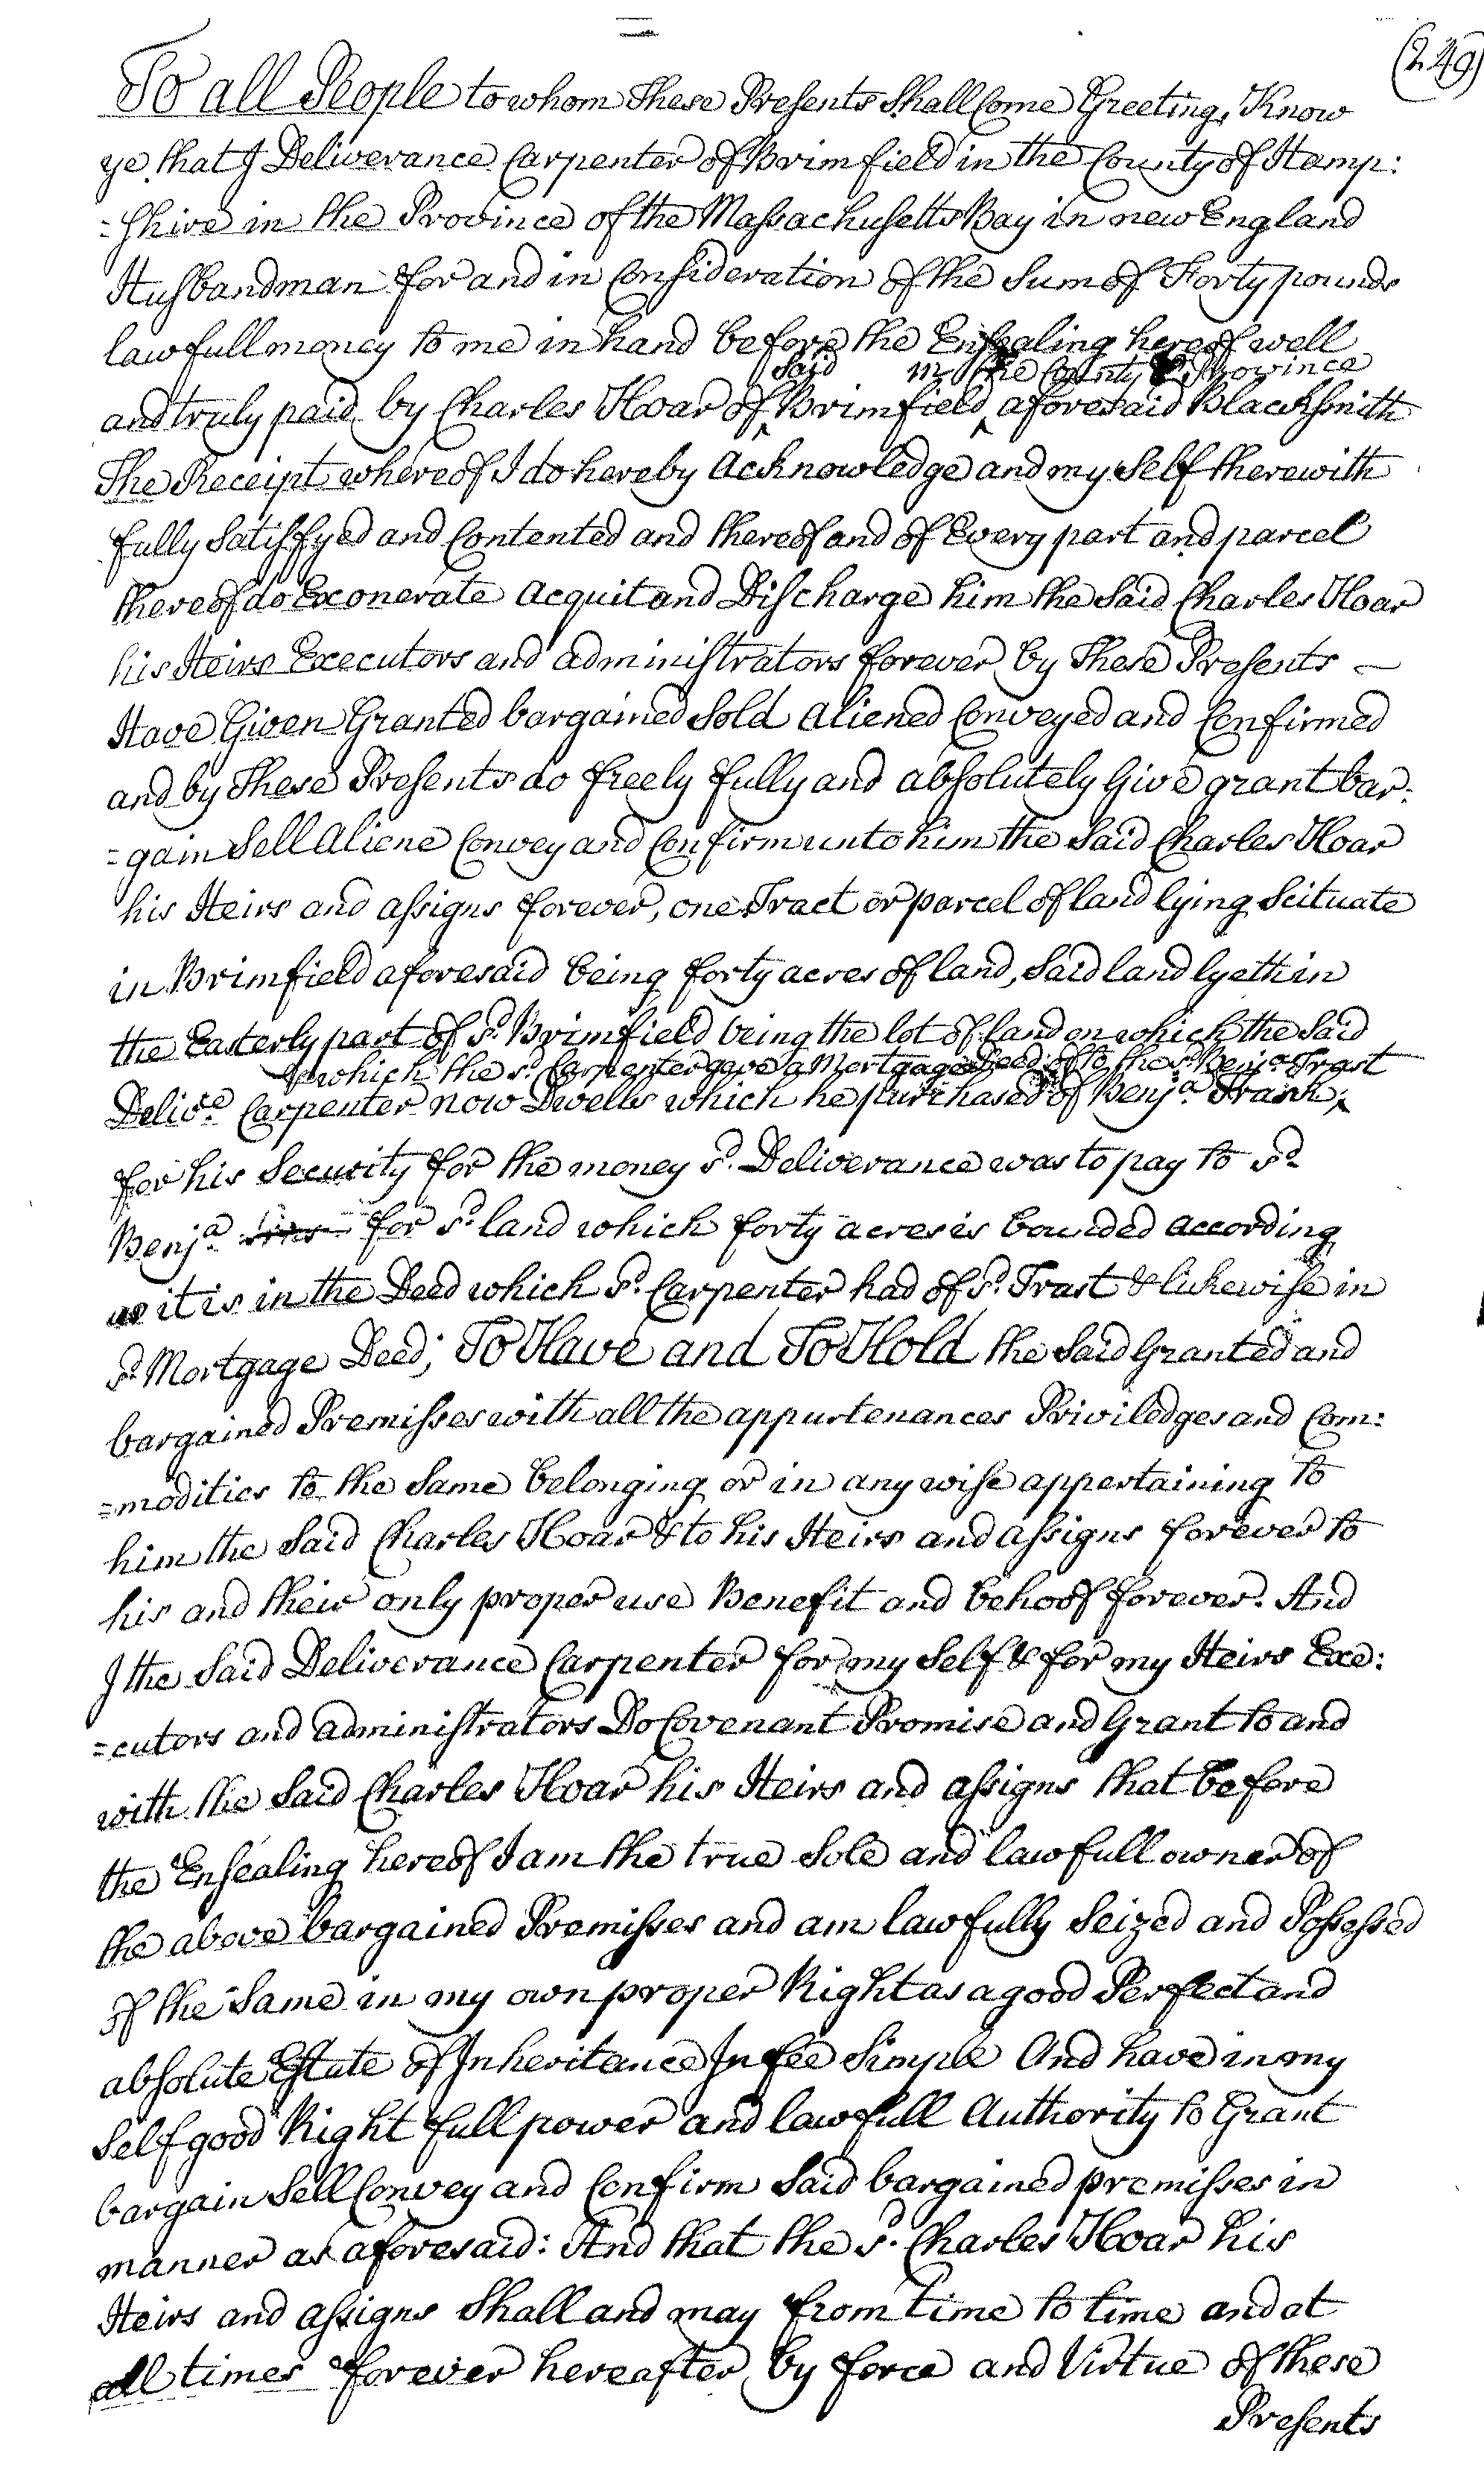 (249)
To all People to whom These Presents Shall Come Greeting, Know
ye that I Deliverance Carpenter of Brimfield in the County of Hamp:
=shire in the Province of the Massachusetts Bay in new England
Husbandman for and in Consideration of the Sum of Forty pounds
lawfull money to me in hand before the Ensealing hereof well
Said in the County & Province
and truly paid by Charles Hoar of Brimfield aforesaid Blacksmith
The Receipt whereof I do hereby Acknowledge and my Self therewith
fully Satisfyed and Contented and thereof and of Every part and parcel
thereof do Exonerate acquit and Discharge him the Said Charles Hoar
his Heirs Executors and administrators forever by These Presents —
Have Given Granted bargained Sold aliened Conveyed and Confirmed
and by These Presents do freely fully and absolutely Give grant bar:
=gain Sell Aliene Convey and Confirm unto him the Said Charles Hoar
his Heirs and assigns forever, one Tract or parcel of land lying Scituate
in Brimfield aforesaid being forty acres of land, Said land lyeth in
the Easterly part of sd. Brimfield being the lot of land on which the Said
& which the sd. Carpenter gave a Mortgage Deed of to the sd. Benja. Trast
Delivce. Carpenter now Dwells which he purchased of Benja. Trask,
for his Security for the money sd. Deliverance was to pay to sd.
Benja. for sd. land which forty acres is bounded according
as it is in the Deed which sd. Carpenter had of sd. Trast & likewise in
sd. Mortgage Deed; To Have and To Hold the Said Granted and
bargained Premisses with all the appurtenances Priviledges and Com:
=modities to the Same belonging or in any wise appertaining to
him the Said Charles Hoar & to his Heirs and assigns forever to
his and their only proper use Benefit and behoof forever. And
I the Said Deliverance Carpenter for my Self & for my Heirs Exe:
=cutors and administrators Do Covenant Promise and Grant to and
with the Said Charles Hoar his Heirs and assigns that before
the Ensealing hereof I am the true Sole and lawfull owner of
the above bargained Premisses and am lawfully Seized and Possessed
of the Same in my own proper Right as a good Perfect and
absolute Estate of Inheritance In fee Simple And have in my
Self good Right full power and lawfull Authority to Grant
bargain Sell Convey and Confirm Said bargained premisses in
manner as aforesaid: And that the sd. Charles Hoar his
Heirs and assigns Shall and may from time to time and at
all times forever hereafter by force and Virtue of these
Presents